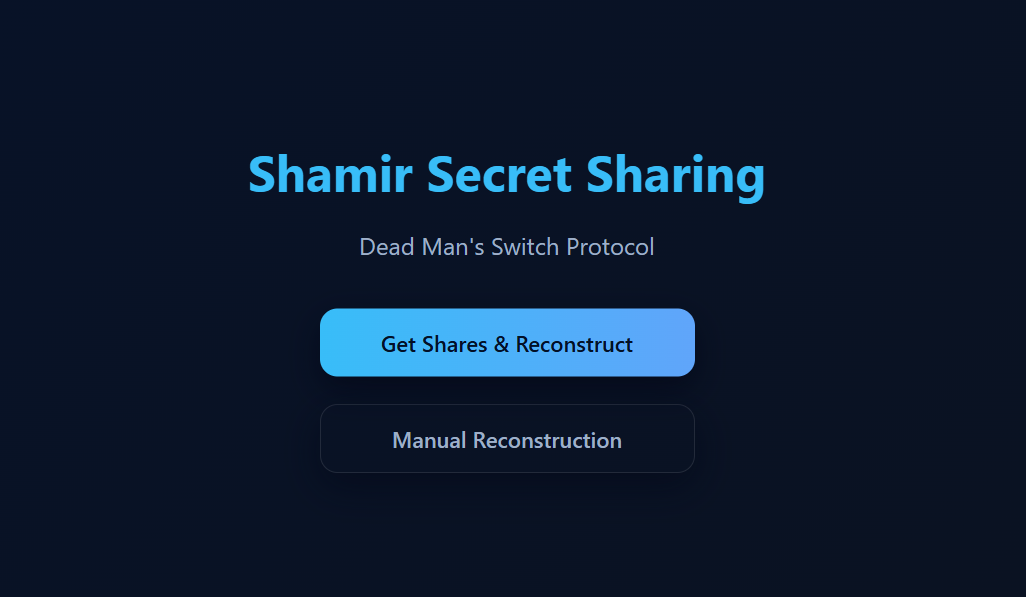 Shamir Secret Sharing
Dead Man's Switch Protocol
Get Shares & Reconstruct
Manual Reconstruction